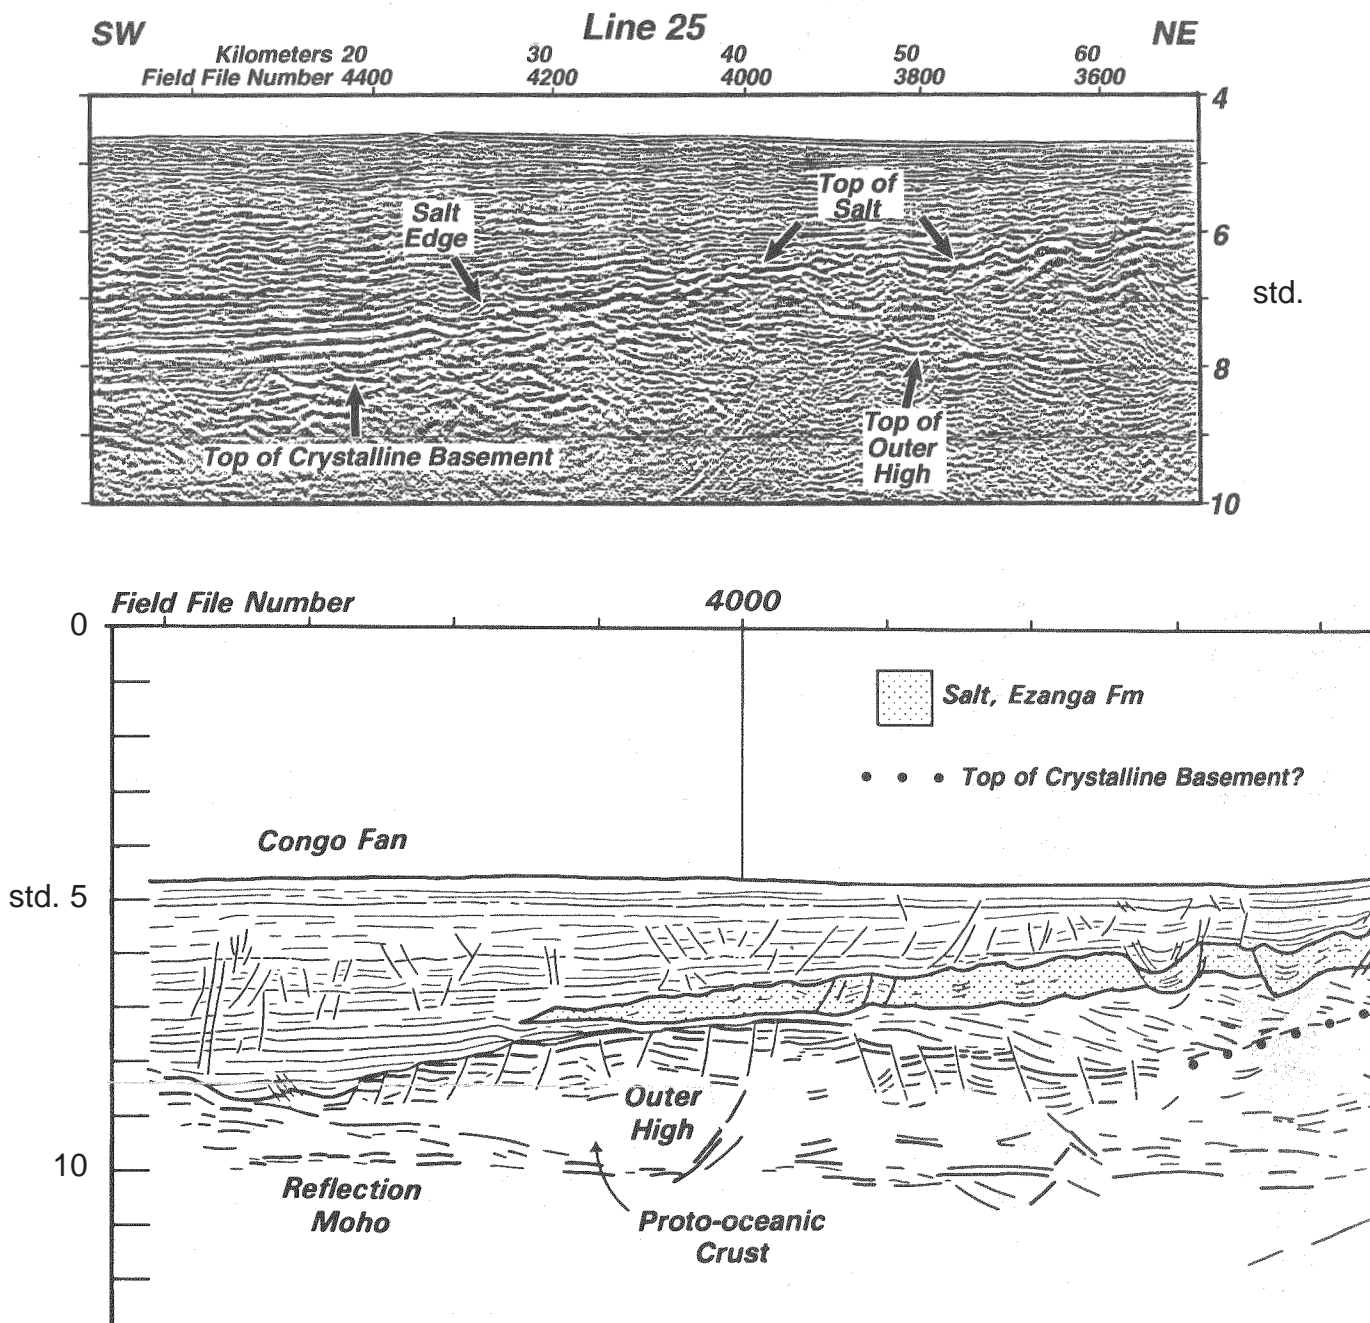 SW Line 25 NE
Kilometers 20 30 40 50 60
Field File Number 4400 4200 4000 3800 3600
4
Top of
Salt
Salt
Edge
6
std.
8
Top of
Outer
High
Top of Crystalline Basement
10
Field File Number 4000
0
Salt, Ezanga Fm
Top of Crystalline Basement?
Congo Fan
std. 5
Outer
High
10
Reflection
Moho
Proto-oceanic
Crust